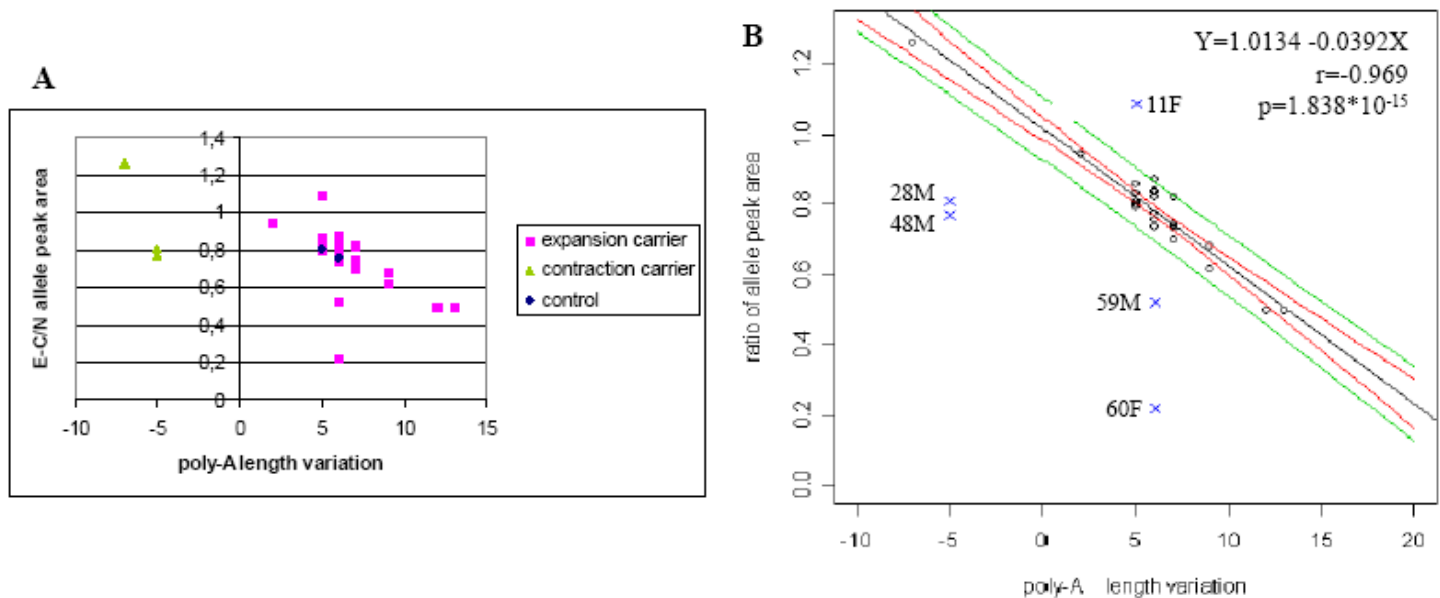 A
E-C/N allele peak area
1,4
1,2
1
0,8
0,6
0,4
0,2
0
-10 -5 0 5 10 15
poly-A length variation
expansion carrier
contraction carrier
control
B
Y=1.0134 -0.0392X
r=-0.969
p=1.838*10-15
11F
28M
48M
59M
60F
ratio of allele peak area
1.2
1.0
0.8
0.6
0.4
0.2
0.0
-10 -5 0 5 10 15 20
poly-A length variation